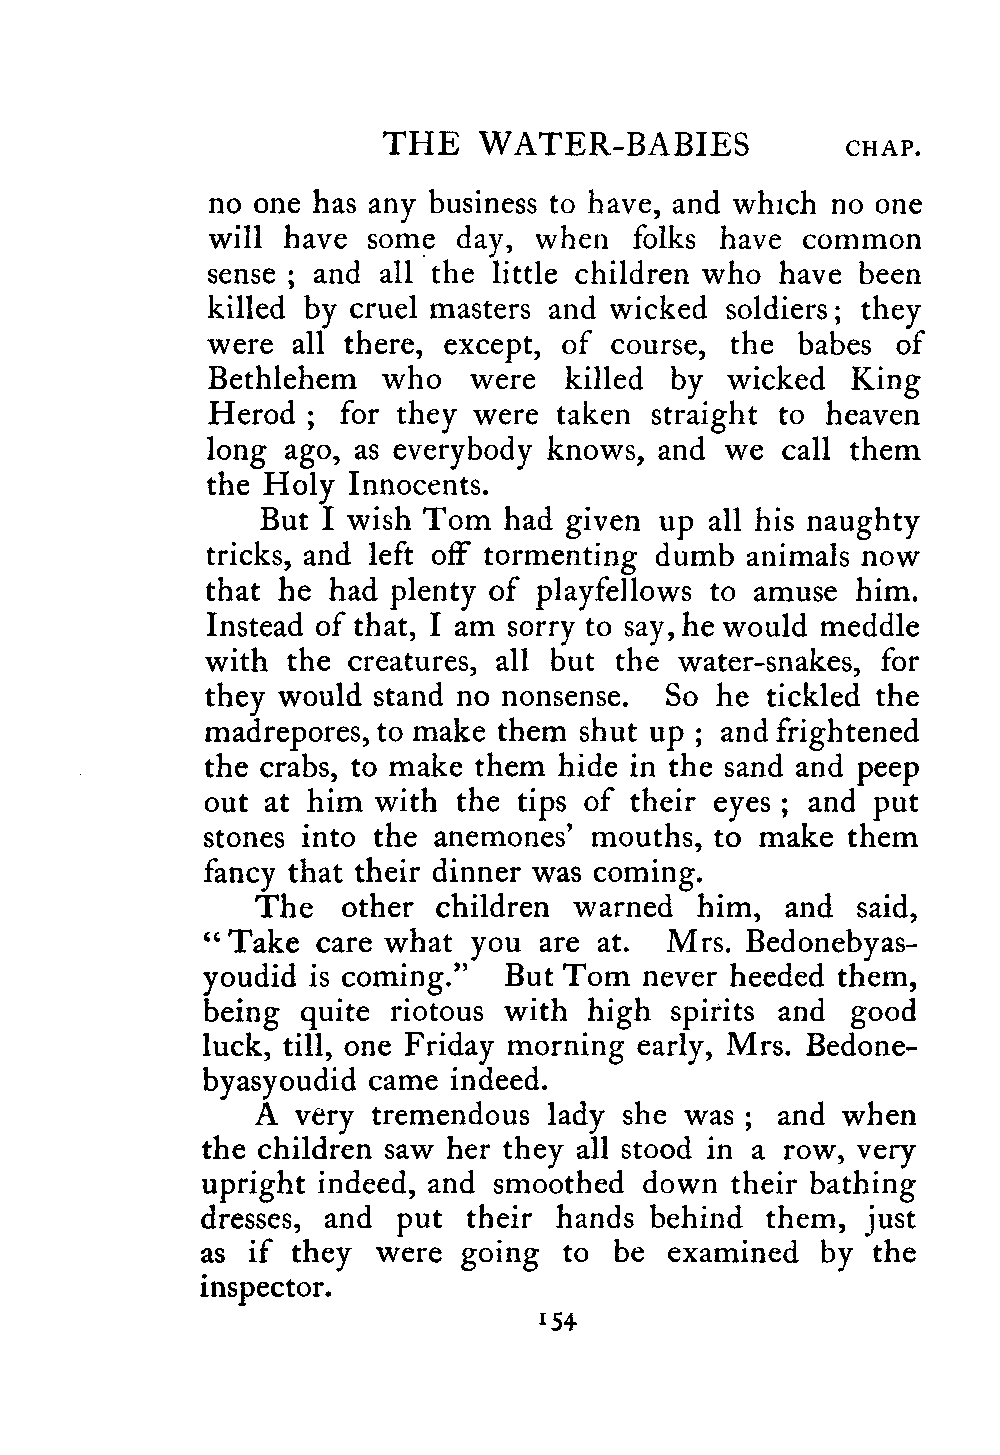 THE WATER-BABIES CHAP.
no one has any business to have, and which no one
will have some day, when folks have common
sense ; and all the little children who have been
killed by cruel masters and wicked soldiers; they
were all there, except, of course, the babes of
Bethlehem who were killed by wicked King
Herod ; for they were taken straight to heaven
long ago, as everybody knows, and we call them
the Holy Innocents.
But I wish Tom had given up all his naughty
tricks, and left off tormenting dumb animals now
that he had plenty of playfellows to amuse him.
Instead of that, I am sorry to say, he would meddle
with the creatures, all but the water-snakes, for
they would stand no nonsense. So he tickled the
madrepores, to make them shut up ; and frightened
the crabs, to make them hide in the sand and peep
out at him with the tips of their eyes ; and put
stones into the anemones' mouths, to make them
fancy that their dinner was coming.
The other children warned him, and said,
“Take care what you are at. Mrs. Bedonebyas-
youdid is coming.” But Tom never heeded them,
being quite riotous with high spirits and good
luck, till, one Friday morning early, Mrs. Bedone-
byasyoudid came indeed.
A very tremendous lady she was ; and when
the children saw her they all stood in a row, very
upright indeed, and smoothed down their bathing
dresses, and put their hands behind them, just
as if they were going to be examined by the
inspector.
154